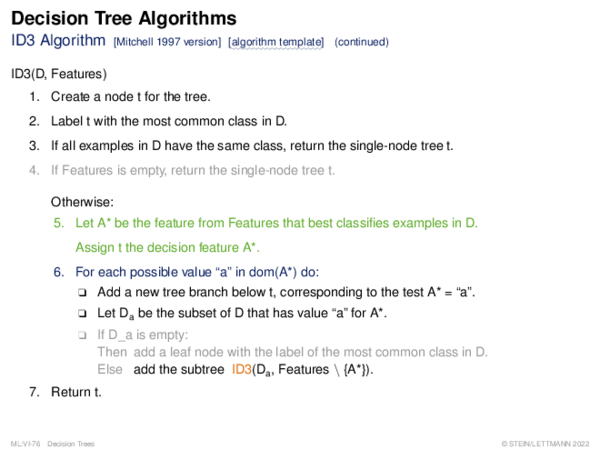 Decision Tree Algorithms
ID3 Algorithm [Mitchell 1997 version] [algorithm template] (continued)
ID3(D, Features)
1. Create a node t for the tree.
2. Label t with the most common class in D.
3. If all examples in D have the same class, return the single-node tree t.
4. If Features is empty, return the single-node tree t.
Otherwise:
5. Let A* be the feature from Features that best classifies examples in D.
Assign t the decision feature A*.
6. For each possible value “a” in dom(A*) do:
❑ Add a new tree branch below t, corresponding to the test A* = “a”.
❑ Let Dₐ be the subset of D that has value “a” for A*.
❑ If D_a is empty:
Then add a leaf node with the label of the most common class in D.
Else add the subtree ID3(Dₐ, Features \ {A*}).
7. Return t.
ML:VI-76 Decision Trees © STEIN/LETTMANN 2022